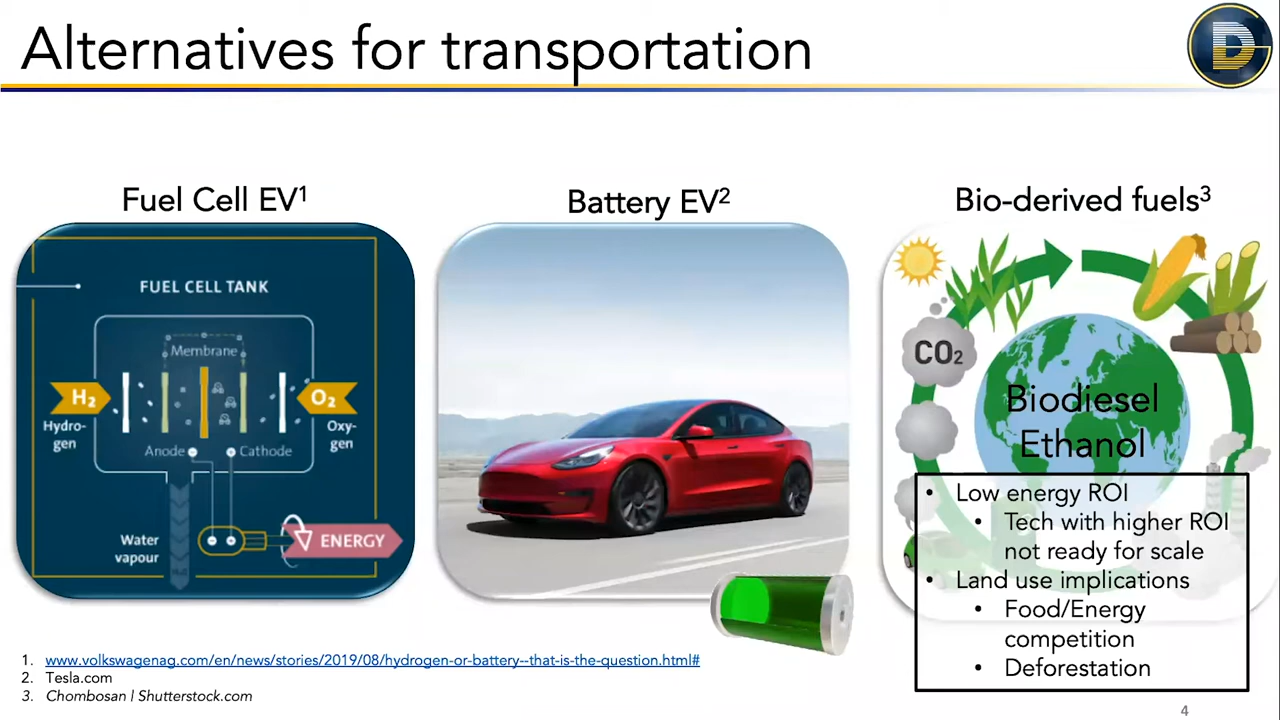 Alternatives for transportation
Fuel Cell EV1
Battery EV2
Bio-derived fuels3
FUEL CELL TANK
Membrane
H2
O2
Hydro-
gen
Oxy-
gen
Anode
Cathode
Water
vapour
ENERGY
CO2
Biodiesel
Ethanol
• Low energy ROI
• Tech with higher ROI
not ready for scale
• Land use implications
• Food/Energy
competition
• Deforestation
1. www.volkswagenag.com/en/news/stories/2019/08/hydrogen-or-battery--that-is-the-question.html#
2. Tesla.com
3. Chombosan | Shutterstock.com
4